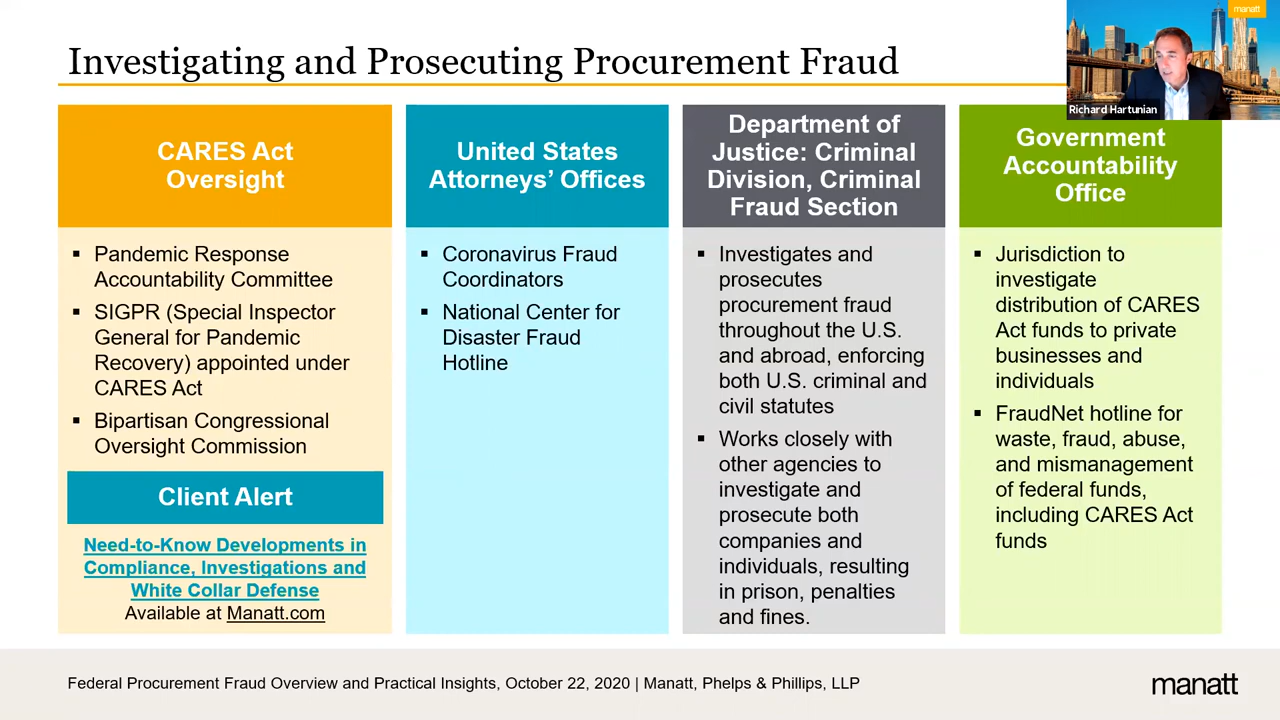 Investigating and Prosecuting Procurement Fraud
manatt
Richard Hartunian
CARES Act
Oversight
▪ Pandemic Response
Accountability Committee
▪ SIGPR (Special Inspector
General for Pandemic
Recovery) appointed under
CARES Act
▪ Bipartisan Congressional
Oversight Commission
Client Alert
Need-to-Know Developments in
Compliance, Investigations and
White Collar Defense
Available at Manatt.com
United States
Attorneys’ Offices
▪ Coronavirus Fraud
Coordinators
▪ National Center for
Disaster Fraud
Hotline
Department of
Justice: Criminal
Division, Criminal
Fraud Section
▪ Investigates and
prosecutes
procurement fraud
throughout the U.S.
and abroad, enforcing
both U.S. criminal and
civil statutes
▪ Works closely with
other agencies to
investigate and
prosecute both
companies and
individuals, resulting
in prison, penalties
and fines.
Government
Accountability
Office
▪ Jurisdiction to
investigate
distribution of CARES
Act funds to private
businesses and
individuals
▪ FraudNet hotline for
waste, fraud, abuse,
and mismanagement
of federal funds,
including CARES Act
funds
Federal Procurement Fraud Overview and Practical Insights, October 22, 2020 | Manatt, Phelps & Phillips, LLP
manatt